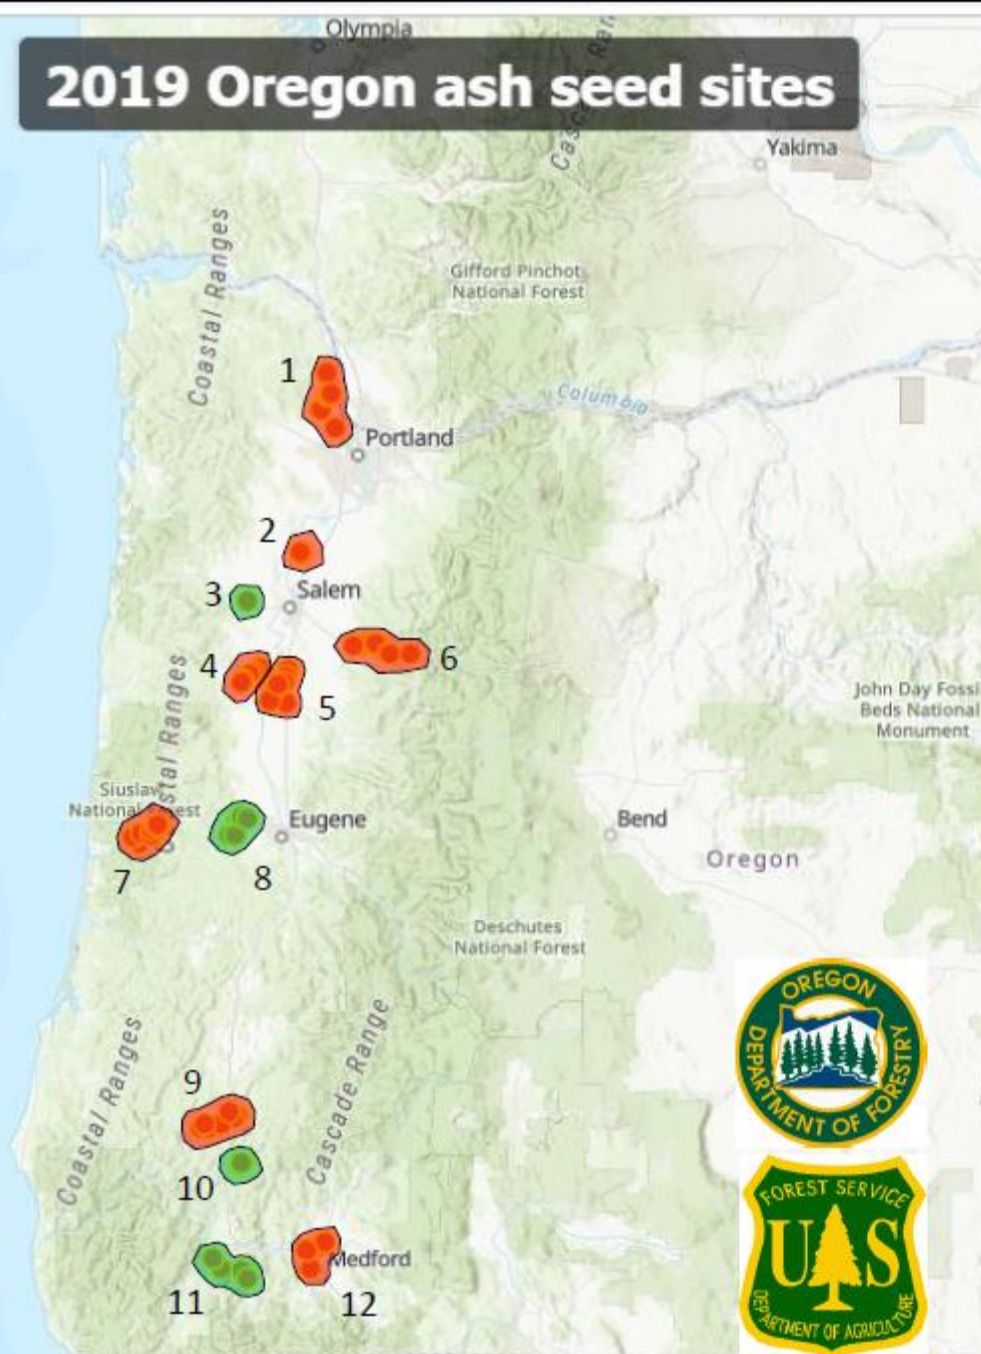 Olympia
2019 Oregon ash seed sites
Yakima
Coastal Ranges
Gifford Pinchot
National Forest
1
Columbia
Portland
2
Salem
3
4
6
5
John Day Fossi
Beds National
Monument
Siuslaw
National
Eugene
Bend
Oregon
7
8
Deschutes
National Forest
Coastal Ranges
Cascade Range
9
10
Medford
11
12
OREGON
DEPARTMENT OF FORESTRY
FOREST SERVICE
U S
DEPARTMENT OF AGRICULTURE